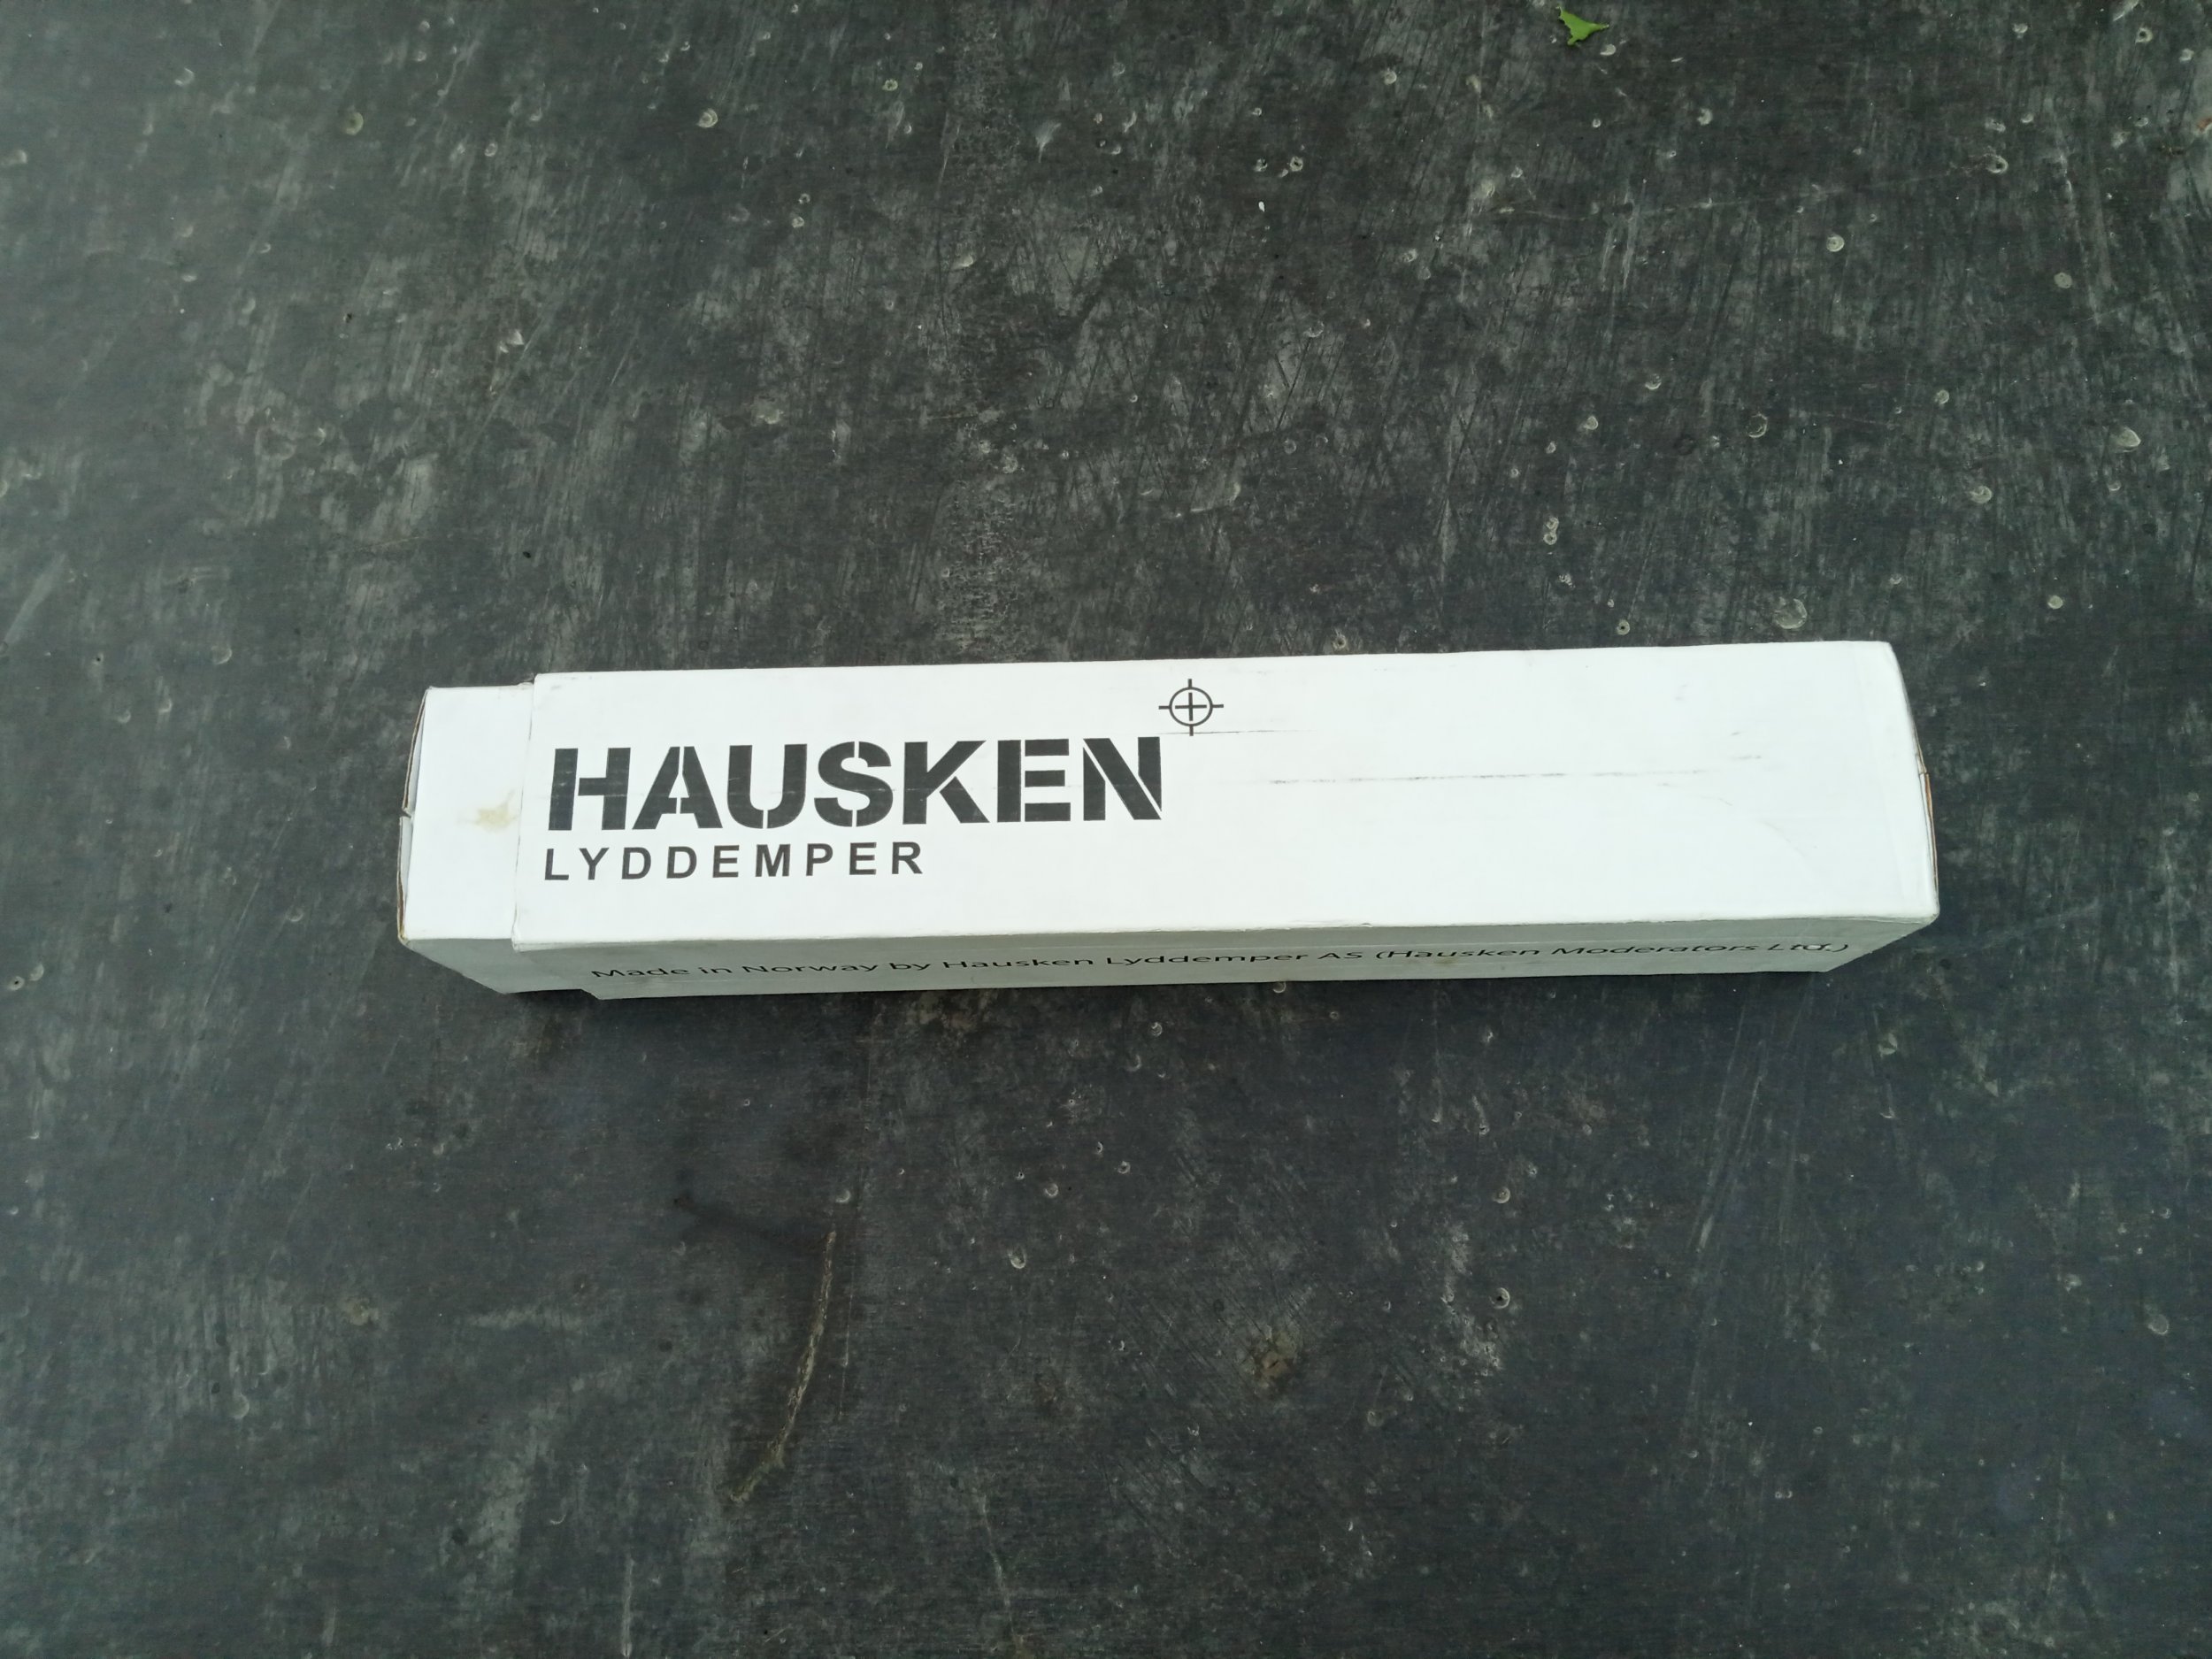 HAUSKEN
LYDDEMPER
Made in Norway by Hausken Lyddemper AS (Hausken Moderators Ltd.)